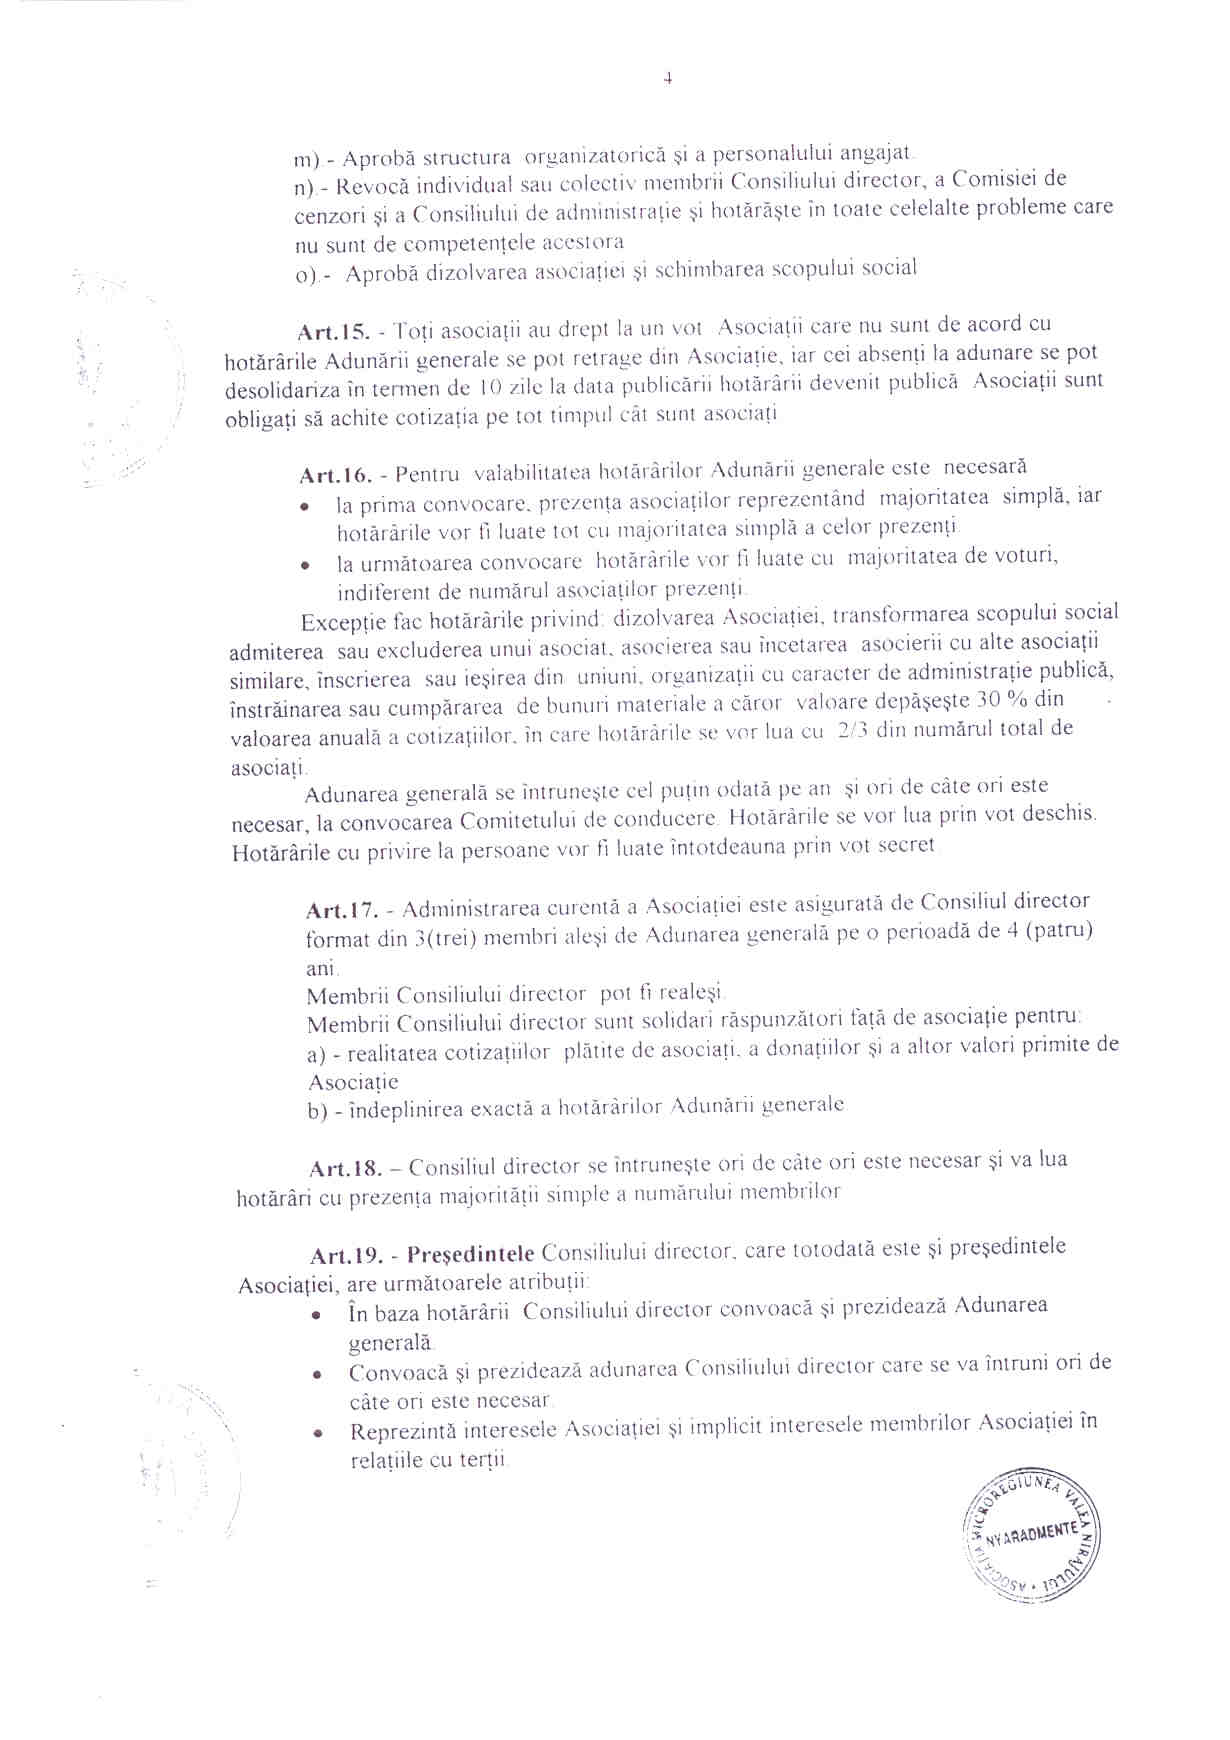 4
m).- Aprobă structura organizatorică şi a personalului angajat.
n).- Revocă individual sau colectiv membrii Consiliului director, a Comisiei de
cenzori şi a Consiliului de administraţie şi hotărăşte în toate celelalte probleme care
nu sunt de competenţele acestora
o).- Aprobă dizolvarea asociaţiei şi schimbarea scopului social
Art.15. - Toţi asociaţii au drept la un vot Asociaţii care nu sunt de acord cu
hotărârile Adunării generale se pot retrage din Asociaţie, iar cei absenţi la adunare se pot
desolidariza în termen de 10 zile la data publicării hotărârii devenit publică Asociaţii sunt
obligaţi să achite cotizaţia pe tot timpul cât sunt asociaţi
Art.16. - Pentru valabilitatea hotărârilor Adunării generale este necesară
• la prima convocare, prezenţa asociaţilor reprezentând majoritatea simplă, iar
hotărârile vor fi luate tot cu majoritatea simplă a celor prezenţi.
• la următoarea convocare hotărârile vor fi luate cu majoritatea de voturi,
indiferent de numărul asociaţilor prezenţi.
Excepţie fac hotărârile privind: dizolvarea Asociaţiei, transformarea scopului social
admiterea sau excluderea unui asociat, asocierea sau încetarea asocierii cu alte asociaţii
similare, înscrierea sau ieşirea din uniuni, organizaţii cu caracter de administraţie publică,
înstrăinarea sau cumpărarea de bunuri materiale a căror valoare depăşeşte 30 % din
valoarea anuală a cotizaţiilor, în care hotărârile se vor lua cu 2/3 din numărul total de
asociaţi.
Adunarea generală se întruneşte cel puţin odată pe an şi ori de câte ori este
necesar, la convocarea Comitetului de conducere. Hotărârile se vor lua prin vot deschis.
Hotărârile cu privire la persoane vor fi luate întotdeauna prin vot secret.
Art.17. - Administrarea curentă a Asociaţiei este asigurată de Consiliul director
format din 3(trei) membri aleşi de Adunarea generală pe o perioadă de 4 (patru)
ani.
Membrii Consiliului director pot fi realeşi.
Membrii Consiliului director sunt solidari răspunzători faţă de asociaţie pentru:
a) - realitatea cotizaţiilor plătite de asociaţi, a donaţiilor şi a altor valori primite de
Asociaţie
b) - îndeplinirea exactă a hotărârilor Adunării generale
Art.18. – Consiliul director se întruneşte ori de câte ori este necesar şi va lua
hotărâri cu prezenţa majorităţii simple a numărului membrilor
Art.19. - Preşedintele Consiliului director, care totodată este şi preşedintele
Asociaţiei, are următoarele atribuţii:
• În baza hotărârii Consiliului director convoacă şi prezidează Adunarea
generală.
• Convoacă şi prezidează adunarea Consiliului director care se va întruni ori de
câte ori este necesar.
• Reprezintă interesele Asociaţiei şi implicit interesele membrilor Asociaţiei în
relaţiile cu terţii.
ASOCIAŢIA MICROREGIUNEA VALEA NIRAJULUI •
NYARADMENTE